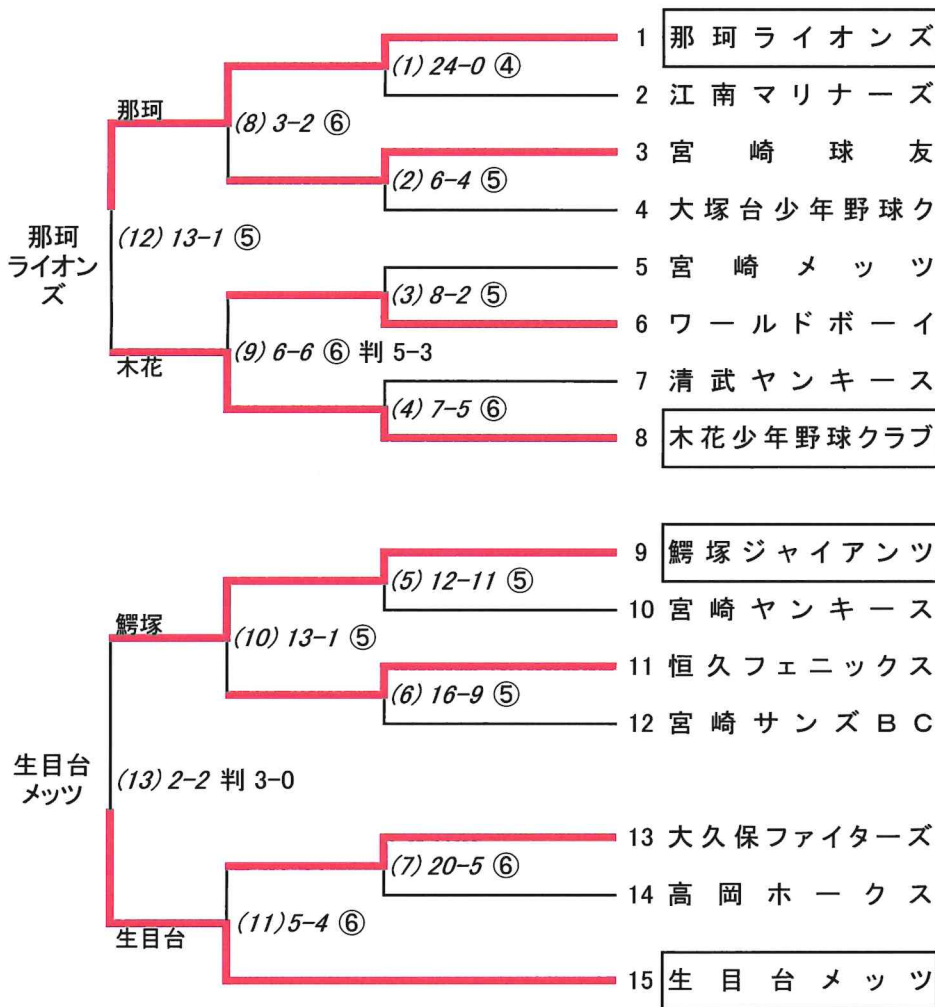 1 那珂ライオンズ
(1) 24-0 ④
2 江南マリナーズ
那珂
(8) 3-2 ⑥
3 宮崎球友
(2) 6-4 ⑤
4 大塚台少年野球ク
那珂
ライオン
ズ
(12) 13-1 ⑤
5 宮崎メッツ
(3) 8-2 ⑤
6 ワールドボーイ
(9) 6-6 ⑥ 判 5-3
木花
7 清武ヤンキース
(4) 7-5 ⑥
8 木花少年野球クラブ
9 鰐塚ジャイアンツ
(5) 12-11 ⑤
10 宮崎ヤンキース
鰐塚
(10) 13-1 ⑤
11 恒久フェニックス
(6) 16-9 ⑤
12 宮崎サンズBC
生目台
メッツ
(13) 2-2 判 3-0
13 大久保ファイターズ
(7) 20-5 ⑥
14 高岡ホークス
(11) 5-4 ⑥
生目台
15 生目台メッツ